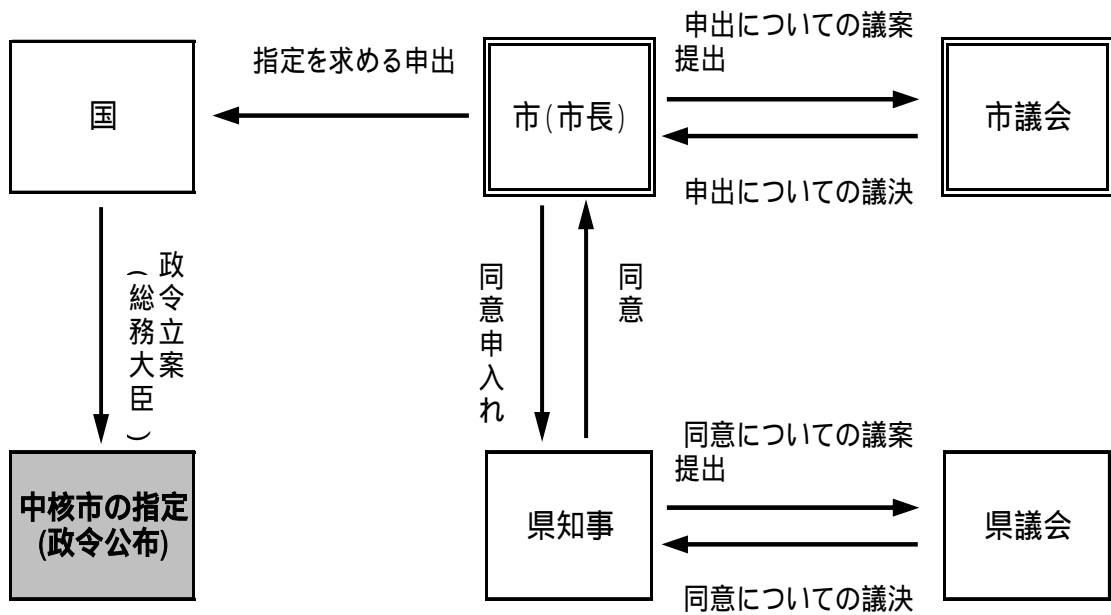 申出についての議案
提出
指定を求める申出
国
市(市長)
市議会
申出についての議決
政令立案
(総務大臣)
同意申入れ
同意
同意についての議案
提出
中核市の指定
(政令公布)
県知事
県議会
同意についての議決